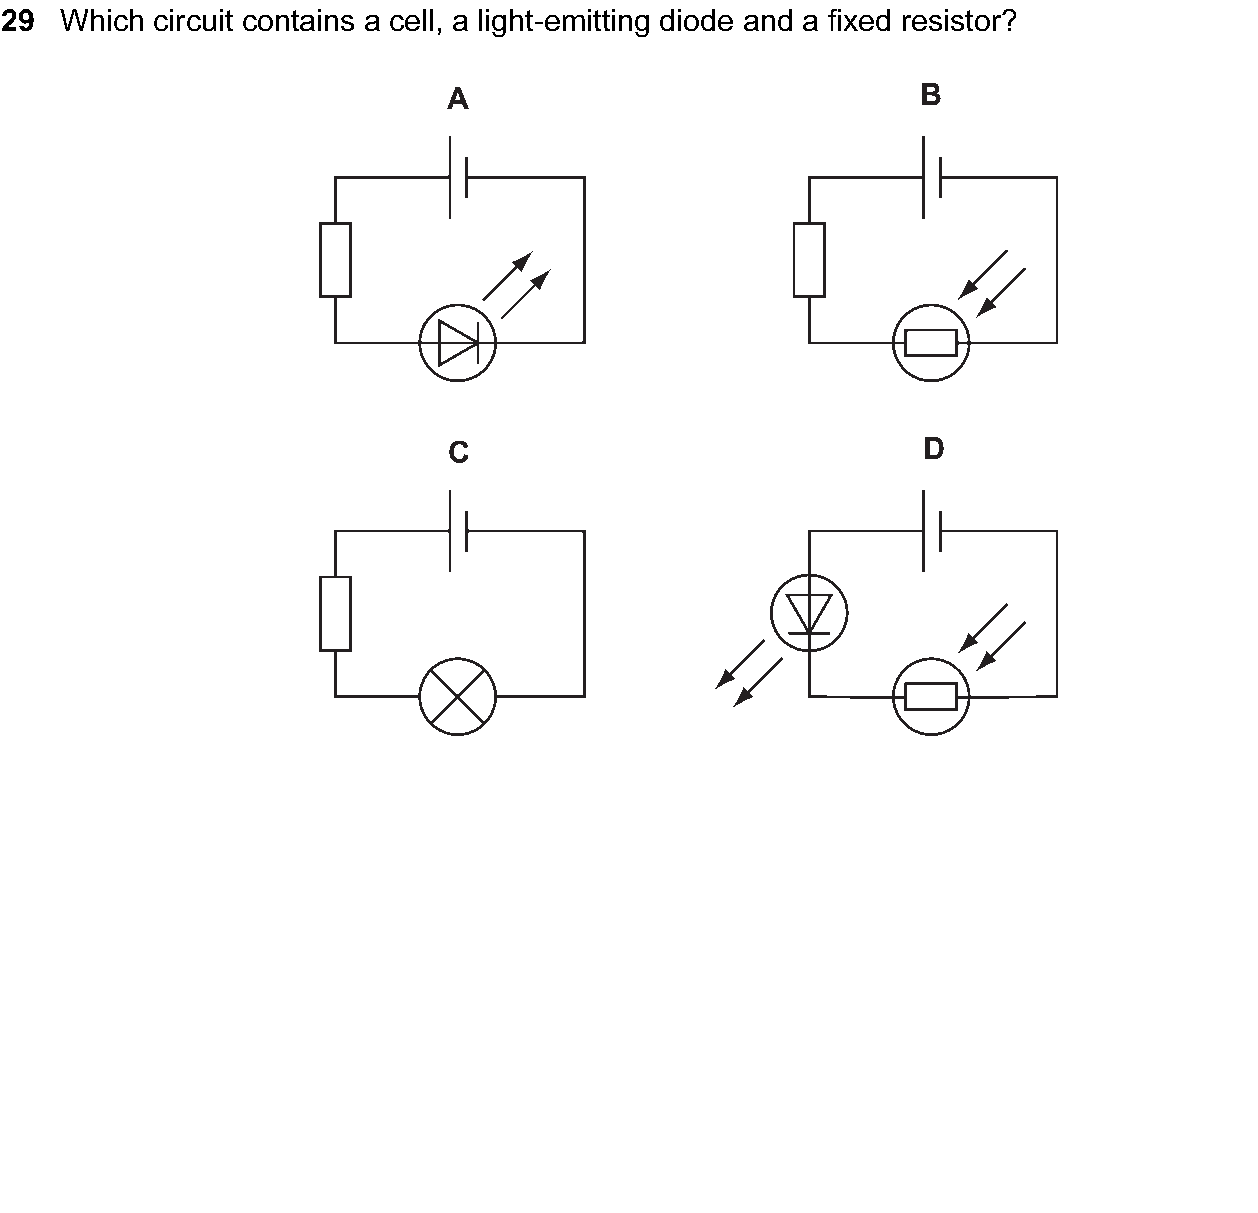 29 Which circuit contains a cell, a light-emitting diode and a fixed resistor?
A
B
C
D